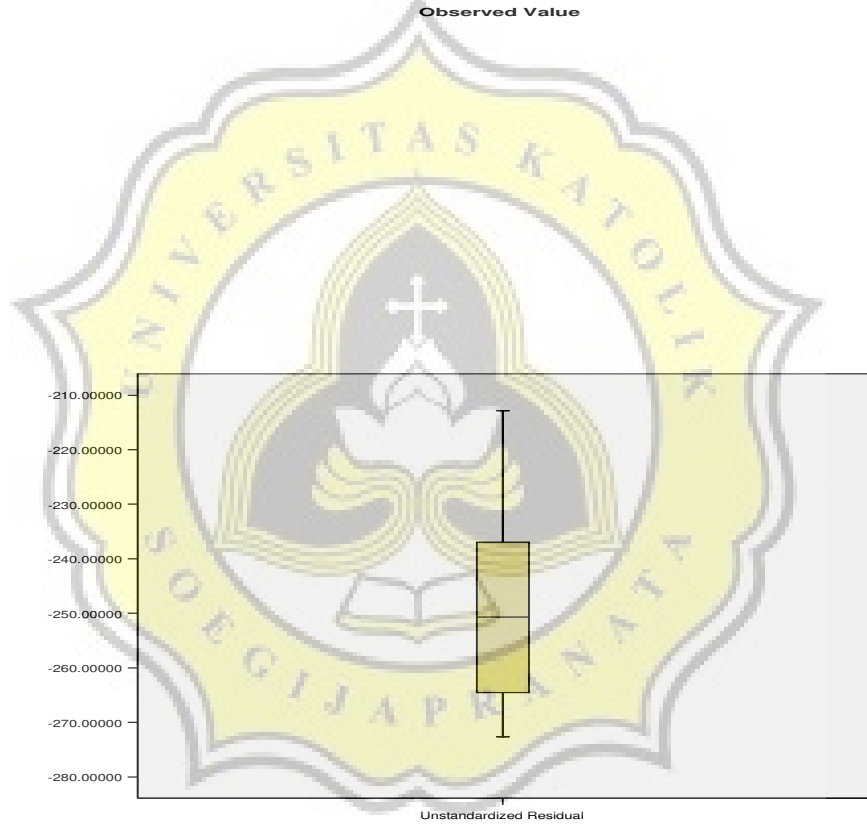 Observed Value
UNIVERSITAS KATOLIK
SOEGIJAPRANATA
-210.00000
-220.00000
-230.00000
-240.00000
-250.00000
-260.00000
-270.00000
-280.00000
Unstandardized Residual